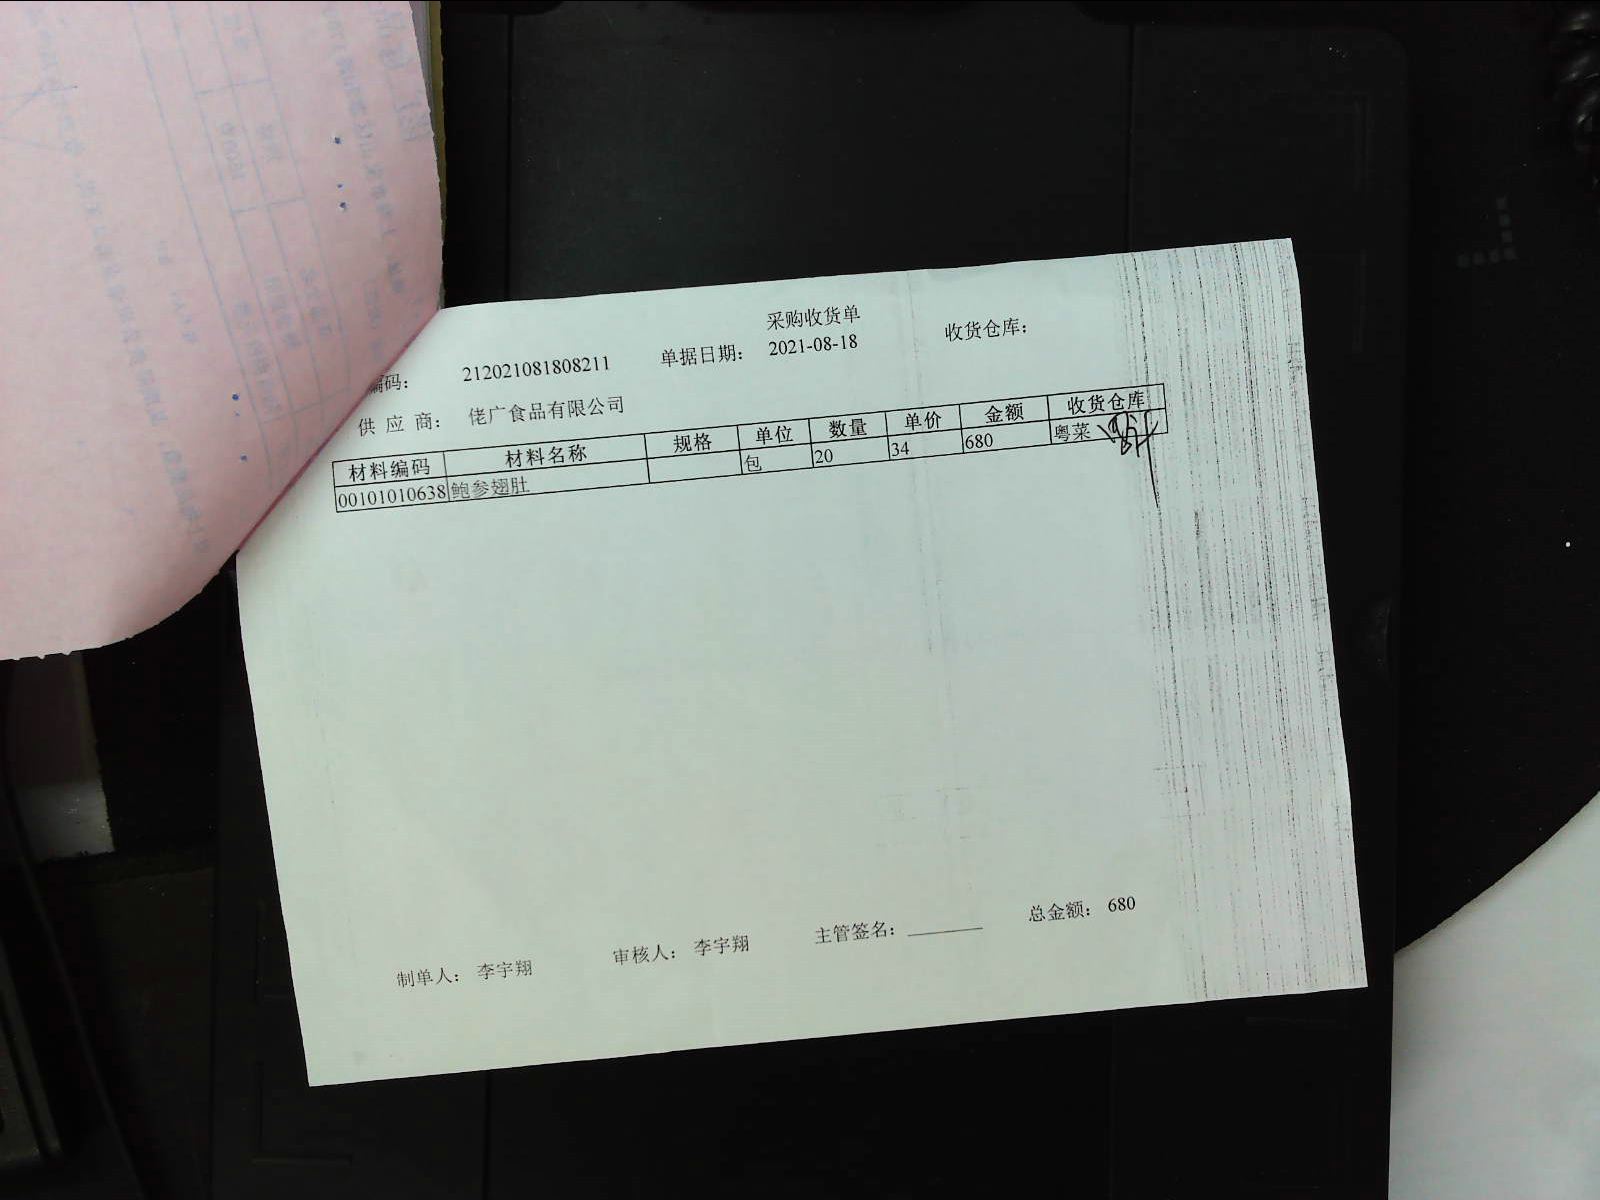 采购收货单
编码： 212021081808211 单据日期： 2021-08-18 收货仓库：
供 应 商： 佬广食品有限公司
材料编码 材料名称 规格 单位 数量 单价 金额 收货仓库
00101010638 鲍参翅肚 包 20 34 680 粤菜
制单人： 李宇翔 审核人： 李宇翔 主管签名： 总金额： 680